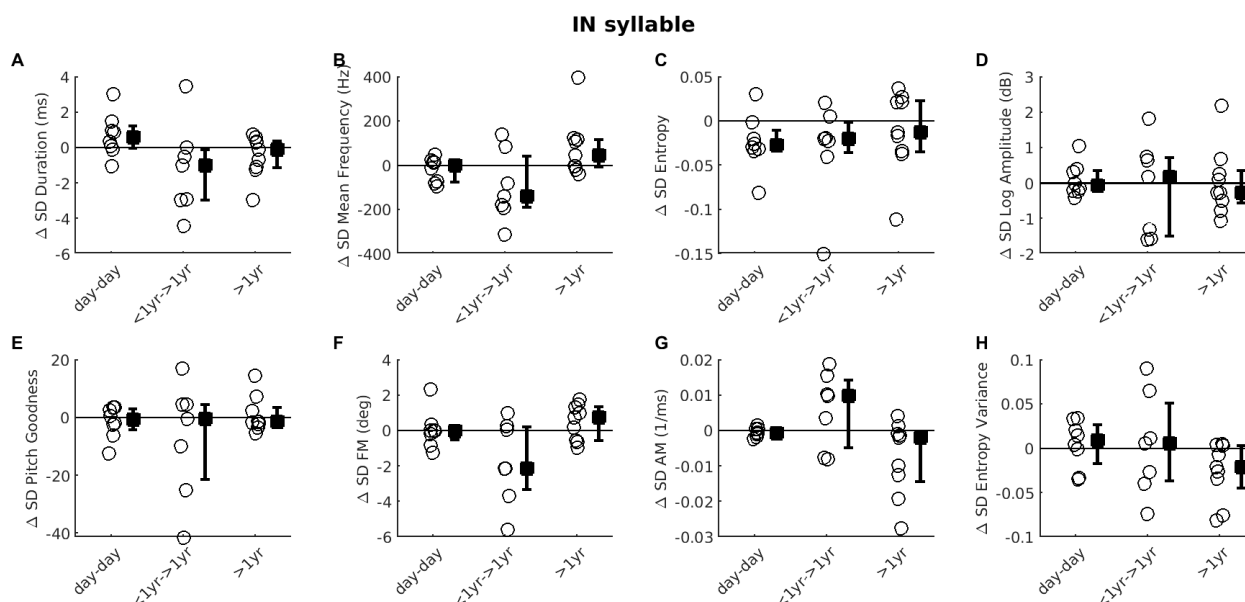 IN syllable
A
Δ SD Duration (ms)
4
2
0
-2
-4
-6
day-day
<1yr->1yr
>1yr
B
Δ SD Mean Frequency (Hz)
400
200
0
-200
-400
day-day
<1yr->1yr
>1yr
C
Δ SD Entropy
0.05
0
-0.05
-0.1
-0.15
day-day
<1yr->1yr
>1yr
D
Δ SD Log Amplitude (dB)
3
2
1
0
-1
-2
day-day
<1yr->1yr
>1yr
E
Δ SD Pitch Goodness
20
0
-20
-40
day-day
<1yr->1yr
>1yr
F
Δ SD FM (deg)
4
2
0
-2
-4
-6
day-day
<1yr->1yr
>1yr
G
Δ SD AM (1/ms)
0.02
0.01
0
-0.01
-0.02
-0.03
day-day
<1yr->1yr
>1yr
H
Δ SD Entropy Variance
0.1
0.05
0
-0.05
-0.1
day-day
<1yr->1yr
>1yr